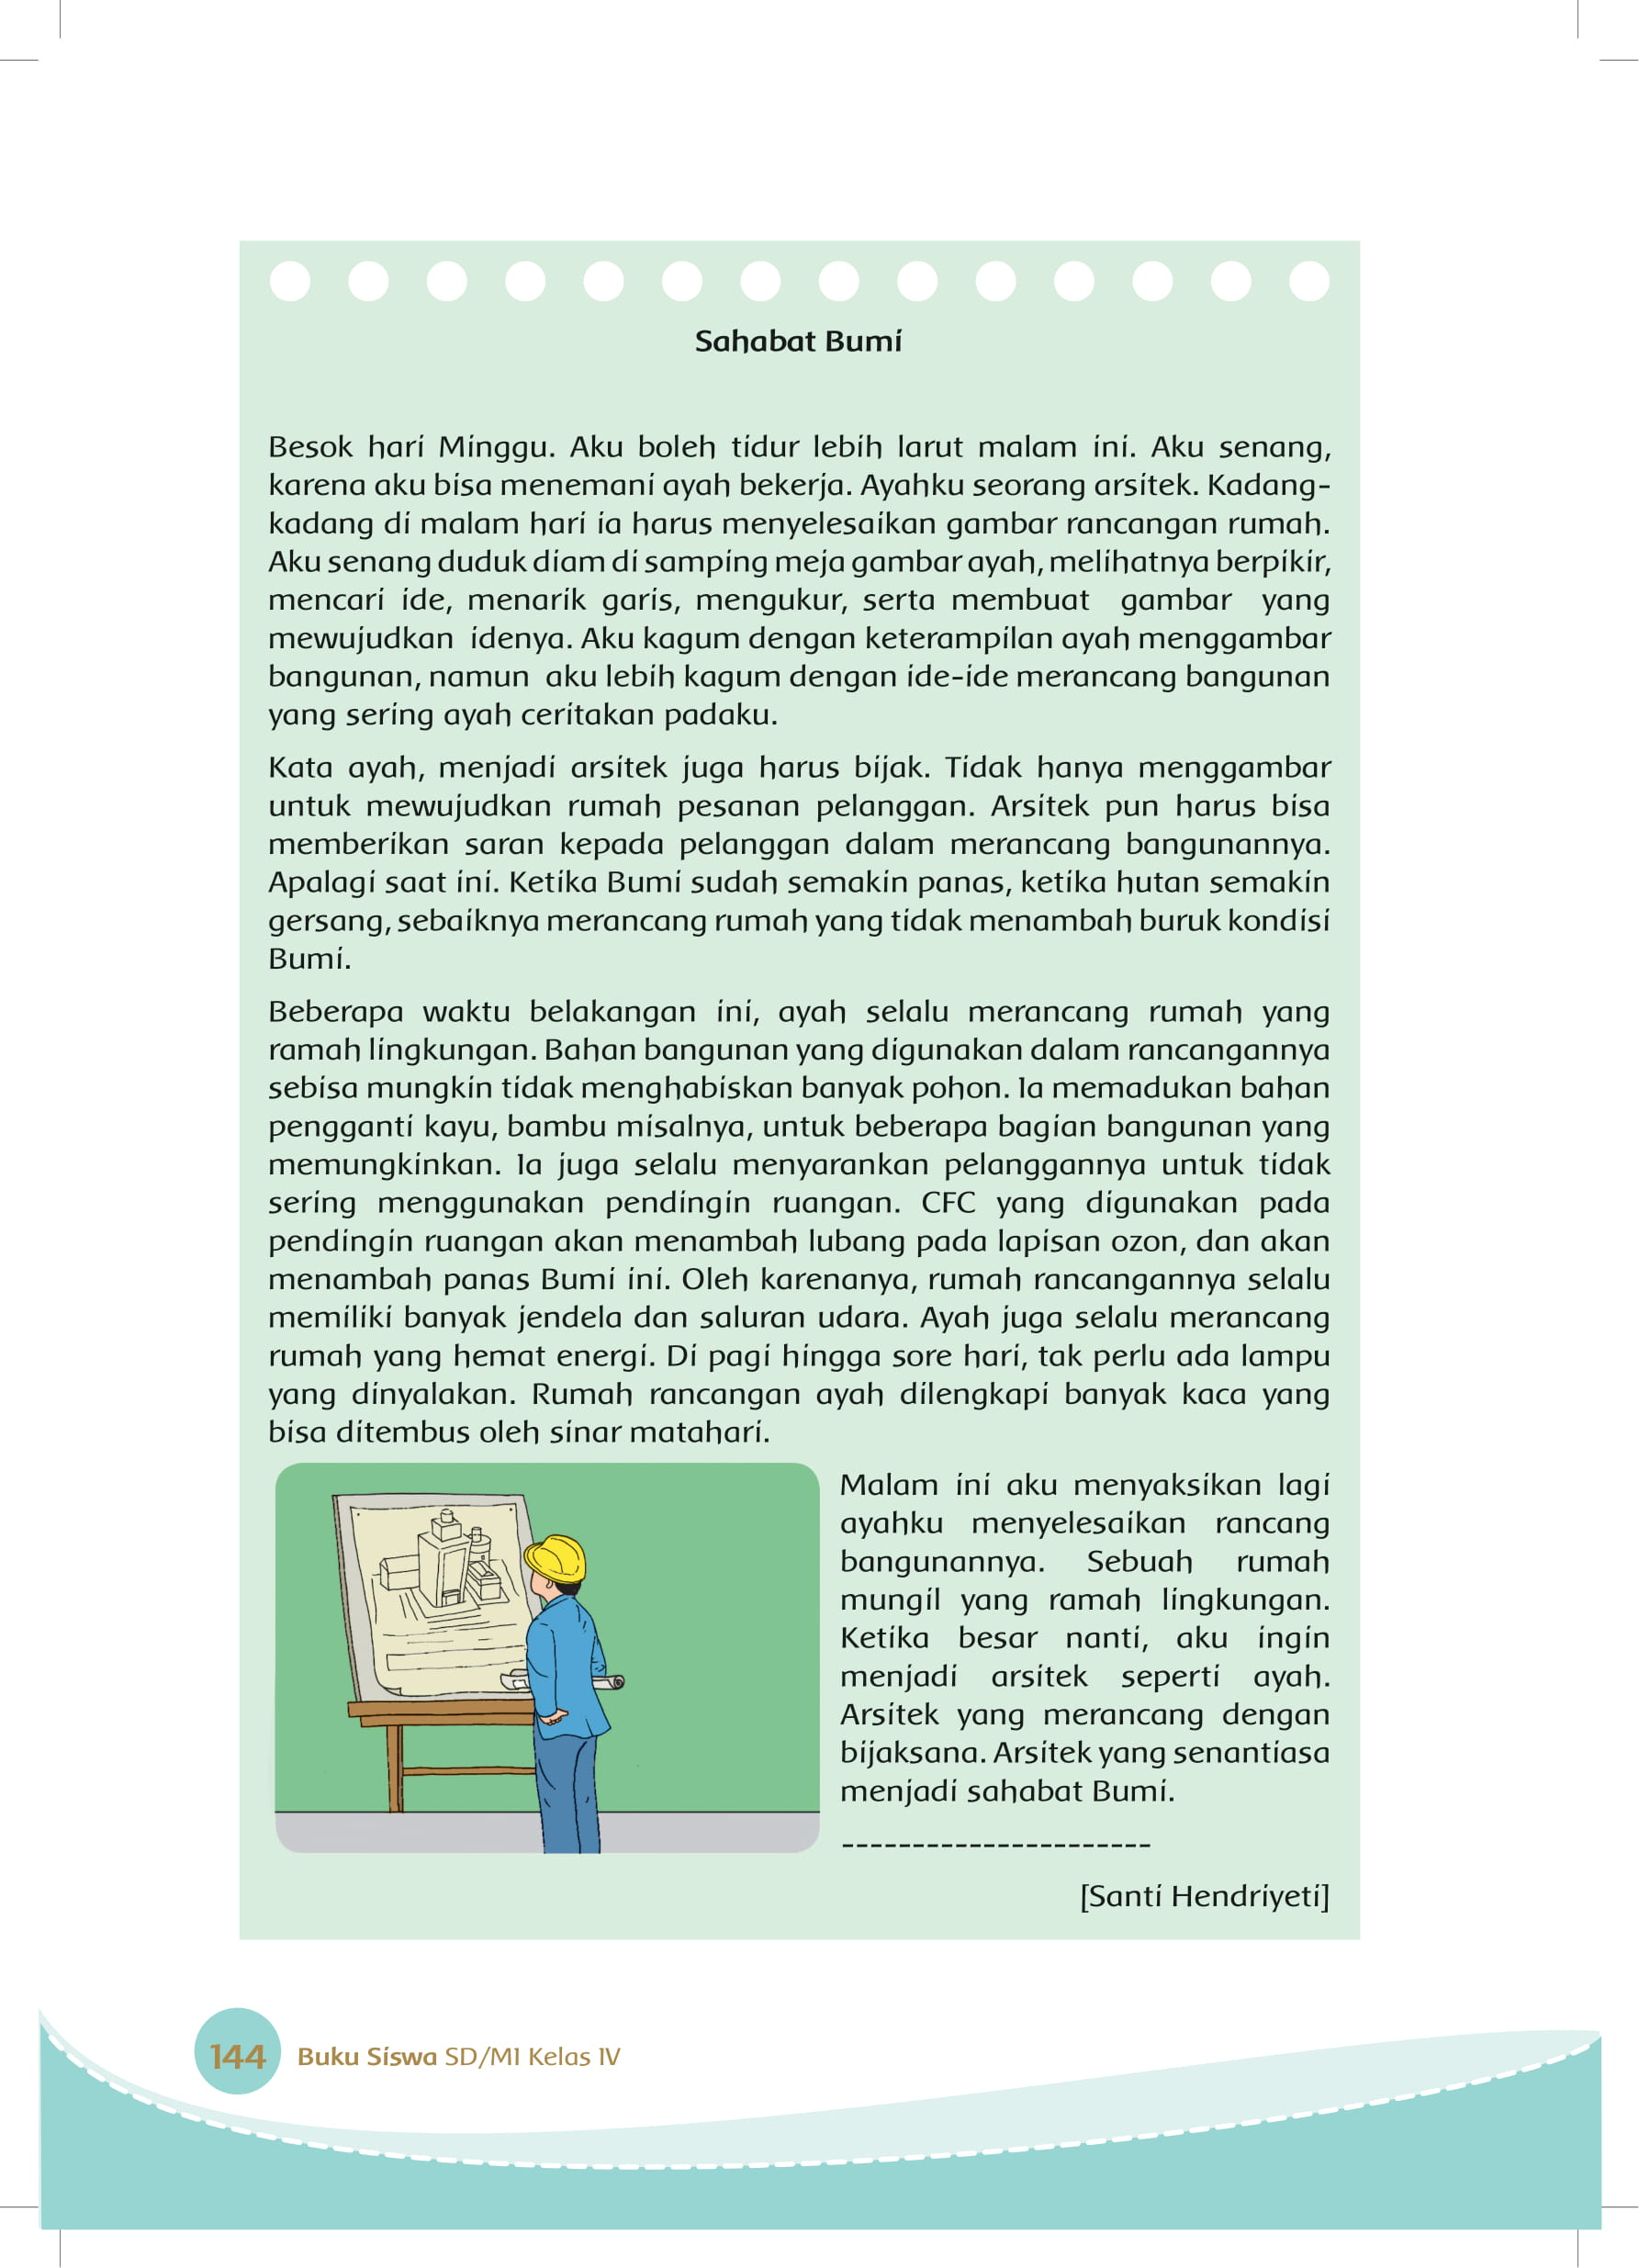 Sahabat Bumi
Besok hari Minggu. Aku boleh tidur lebih larut malam ini. Aku senang,
karena aku bisa menemani ayah bekerja. Ayahku seorang arsitek. Kadang-
kadang di malam hari ia harus menyelesaikan gambar rancangan rumah.
Aku senang duduk diam di samping meja gambar ayah, melihatnya berpikir,
mencari ide, menarik garis, mengukur, serta membuat gambar yang
mewujudkan idenya. Aku kagum dengan keterampilan ayah menggambar
bangunan, namun aku lebih kagum dengan ide-ide merancang bangunan
yang sering ayah ceritakan padaku.
Kata ayah, menjadi arsitek juga harus bijak. Tidak hanya menggambar
untuk mewujudkan rumah pesanan pelanggan. Arsitek pun harus bisa
memberikan saran kepada pelanggan dalam merancang bangunannya.
Apalagi saat ini. Ketika Bumi sudah semakin panas, ketika hutan semakin
gersang, sebaiknya merancang rumah yang tidak menambah buruk kondisi
Bumi.
Beberapa waktu belakangan ini, ayah selalu merancang rumah yang
ramah lingkungan. Bahan bangunan yang digunakan dalam rancangannya
sebisa mungkin tidak menghabiskan banyak pohon. Ia memadukan bahan
pengganti kayu, bambu misalnya, untuk beberapa bagian bangunan yang
memungkinkan. Ia juga selalu menyarankan pelanggannya untuk tidak
sering menggunakan pendingin ruangan. CFC yang digunakan pada
pendingin ruangan akan menambah lubang pada lapisan ozon, dan akan
menambah panas Bumi ini. Oleh karenanya, rumah rancangannya selalu
memiliki banyak jendela dan saluran udara. Ayah juga selalu merancang
rumah yang hemat energi. Di pagi hingga sore hari, tak perlu ada lampu
yang dinyalakan. Rumah rancangan ayah dilengkapi banyak kaca yang
bisa ditembus oleh sinar matahari.
Malam ini aku menyaksikan lagi
ayahku menyelesaikan rancang
bangunannya. Sebuah rumah
mungil yang ramah lingkungan.
Ketika besar nanti, aku ingin
menjadi arsitek seperti ayah.
Arsitek yang merancang dengan
bijaksana. Arsitek yang senantiasa
menjadi sahabat Bumi.
----------------------
[Santi Hendriyeti]
144 Buku Siswa SD/MI Kelas IV